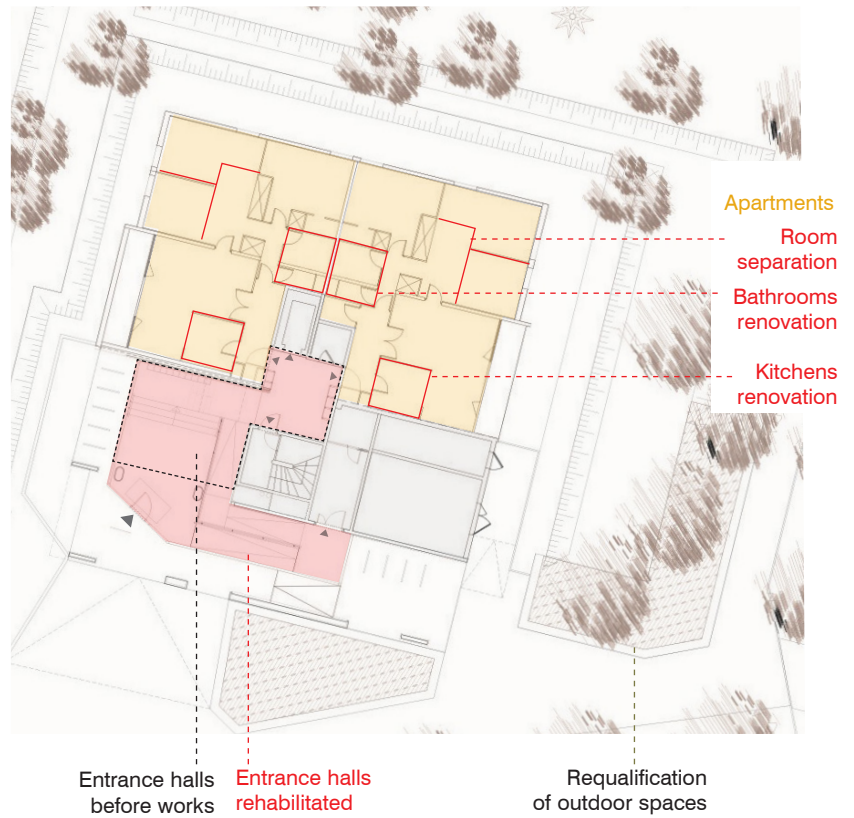 Apartments
Room
separation
Bathrooms
renovation
Kitchens
renovation
Entrance halls
before works
Entrance halls
rehabilitated
Requalification
of outdoor spaces